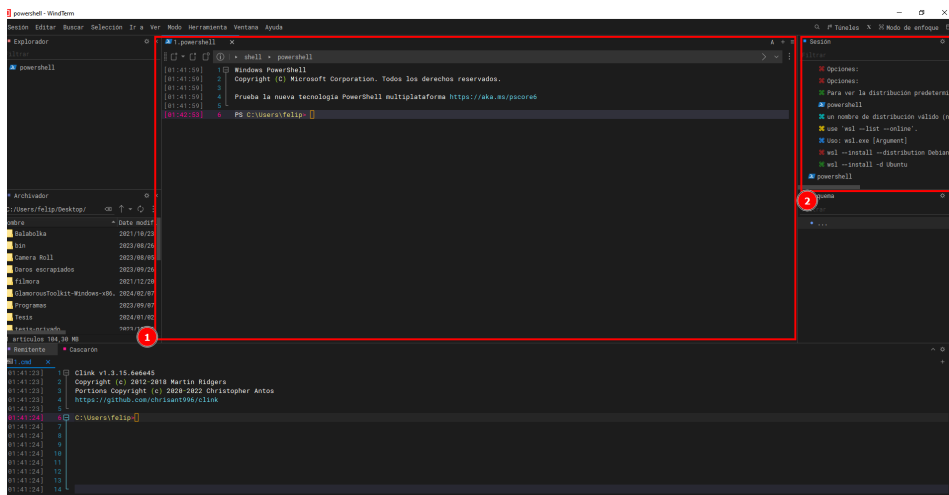 powershell - WindTerm
Sesión Editar Buscar Selección Ir a Ver Modo Herramienta Ventana Ayuda
Túneles X Modo de enfoque
Explorador
Filtrar
powershell
1.powershell ×
shell • powershell
[01:41:59] 1 Windows PowerShell
[01:41:59] 2 Copyright (C) Microsoft Corporation. Todos los derechos reservados.
[01:41:59] 3
[01:41:59] 4 Prueba la nueva tecnología PowerShell multiplataforma https://aka.ms/pscore6
[01:41:59] 5
[01:42:53] 6 PS C:\Users\felip>
Sesión
Filtrar
Opciones:
Opciones:
Para ver la distribución predetermi
powershell
un nombre de distribución válido (n
use 'wsl --list --online'.
Uso: wsl.exe [Argument]
wsl --install --distribution Debian
wsl --install -d Ubuntu
powershell
2
quema
...
Archivador
C:/Users/felip/Desktop/
ombre Date modif
Balabolka 2021/10/23
bin 2023/08/26
Camera Roll 2023/08/05
Daros escrapiados 2023/09/26
filmora 2021/12/20
GlamorousToolkit-Windows-x86. 2024/02/07
Programas 2023/09/07
Tesis 2024/01/02
tesis-privado
artículos 104,30 MB
1
Remitente Cascarón
1.cmd ×
01:41:23] 1 Clink v1.3.15.6e6e45
01:41:23] 2 Copyright (c) 2012-2018 Martin Ridgers
01:41:23] 3 Portions Copyright (c) 2020-2022 Christopher Antos
01:41:23] 4 https://github.com/chrisant996/clink
01:41:23] 5
01:41:24] 6 C:\Users\felip>
01:41:24] 7
01:41:24] 8
01:41:24] 9
01:41:24] 10
01:41:24] 11
01:41:24] 12
01:41:24] 13
01:41:24] 14